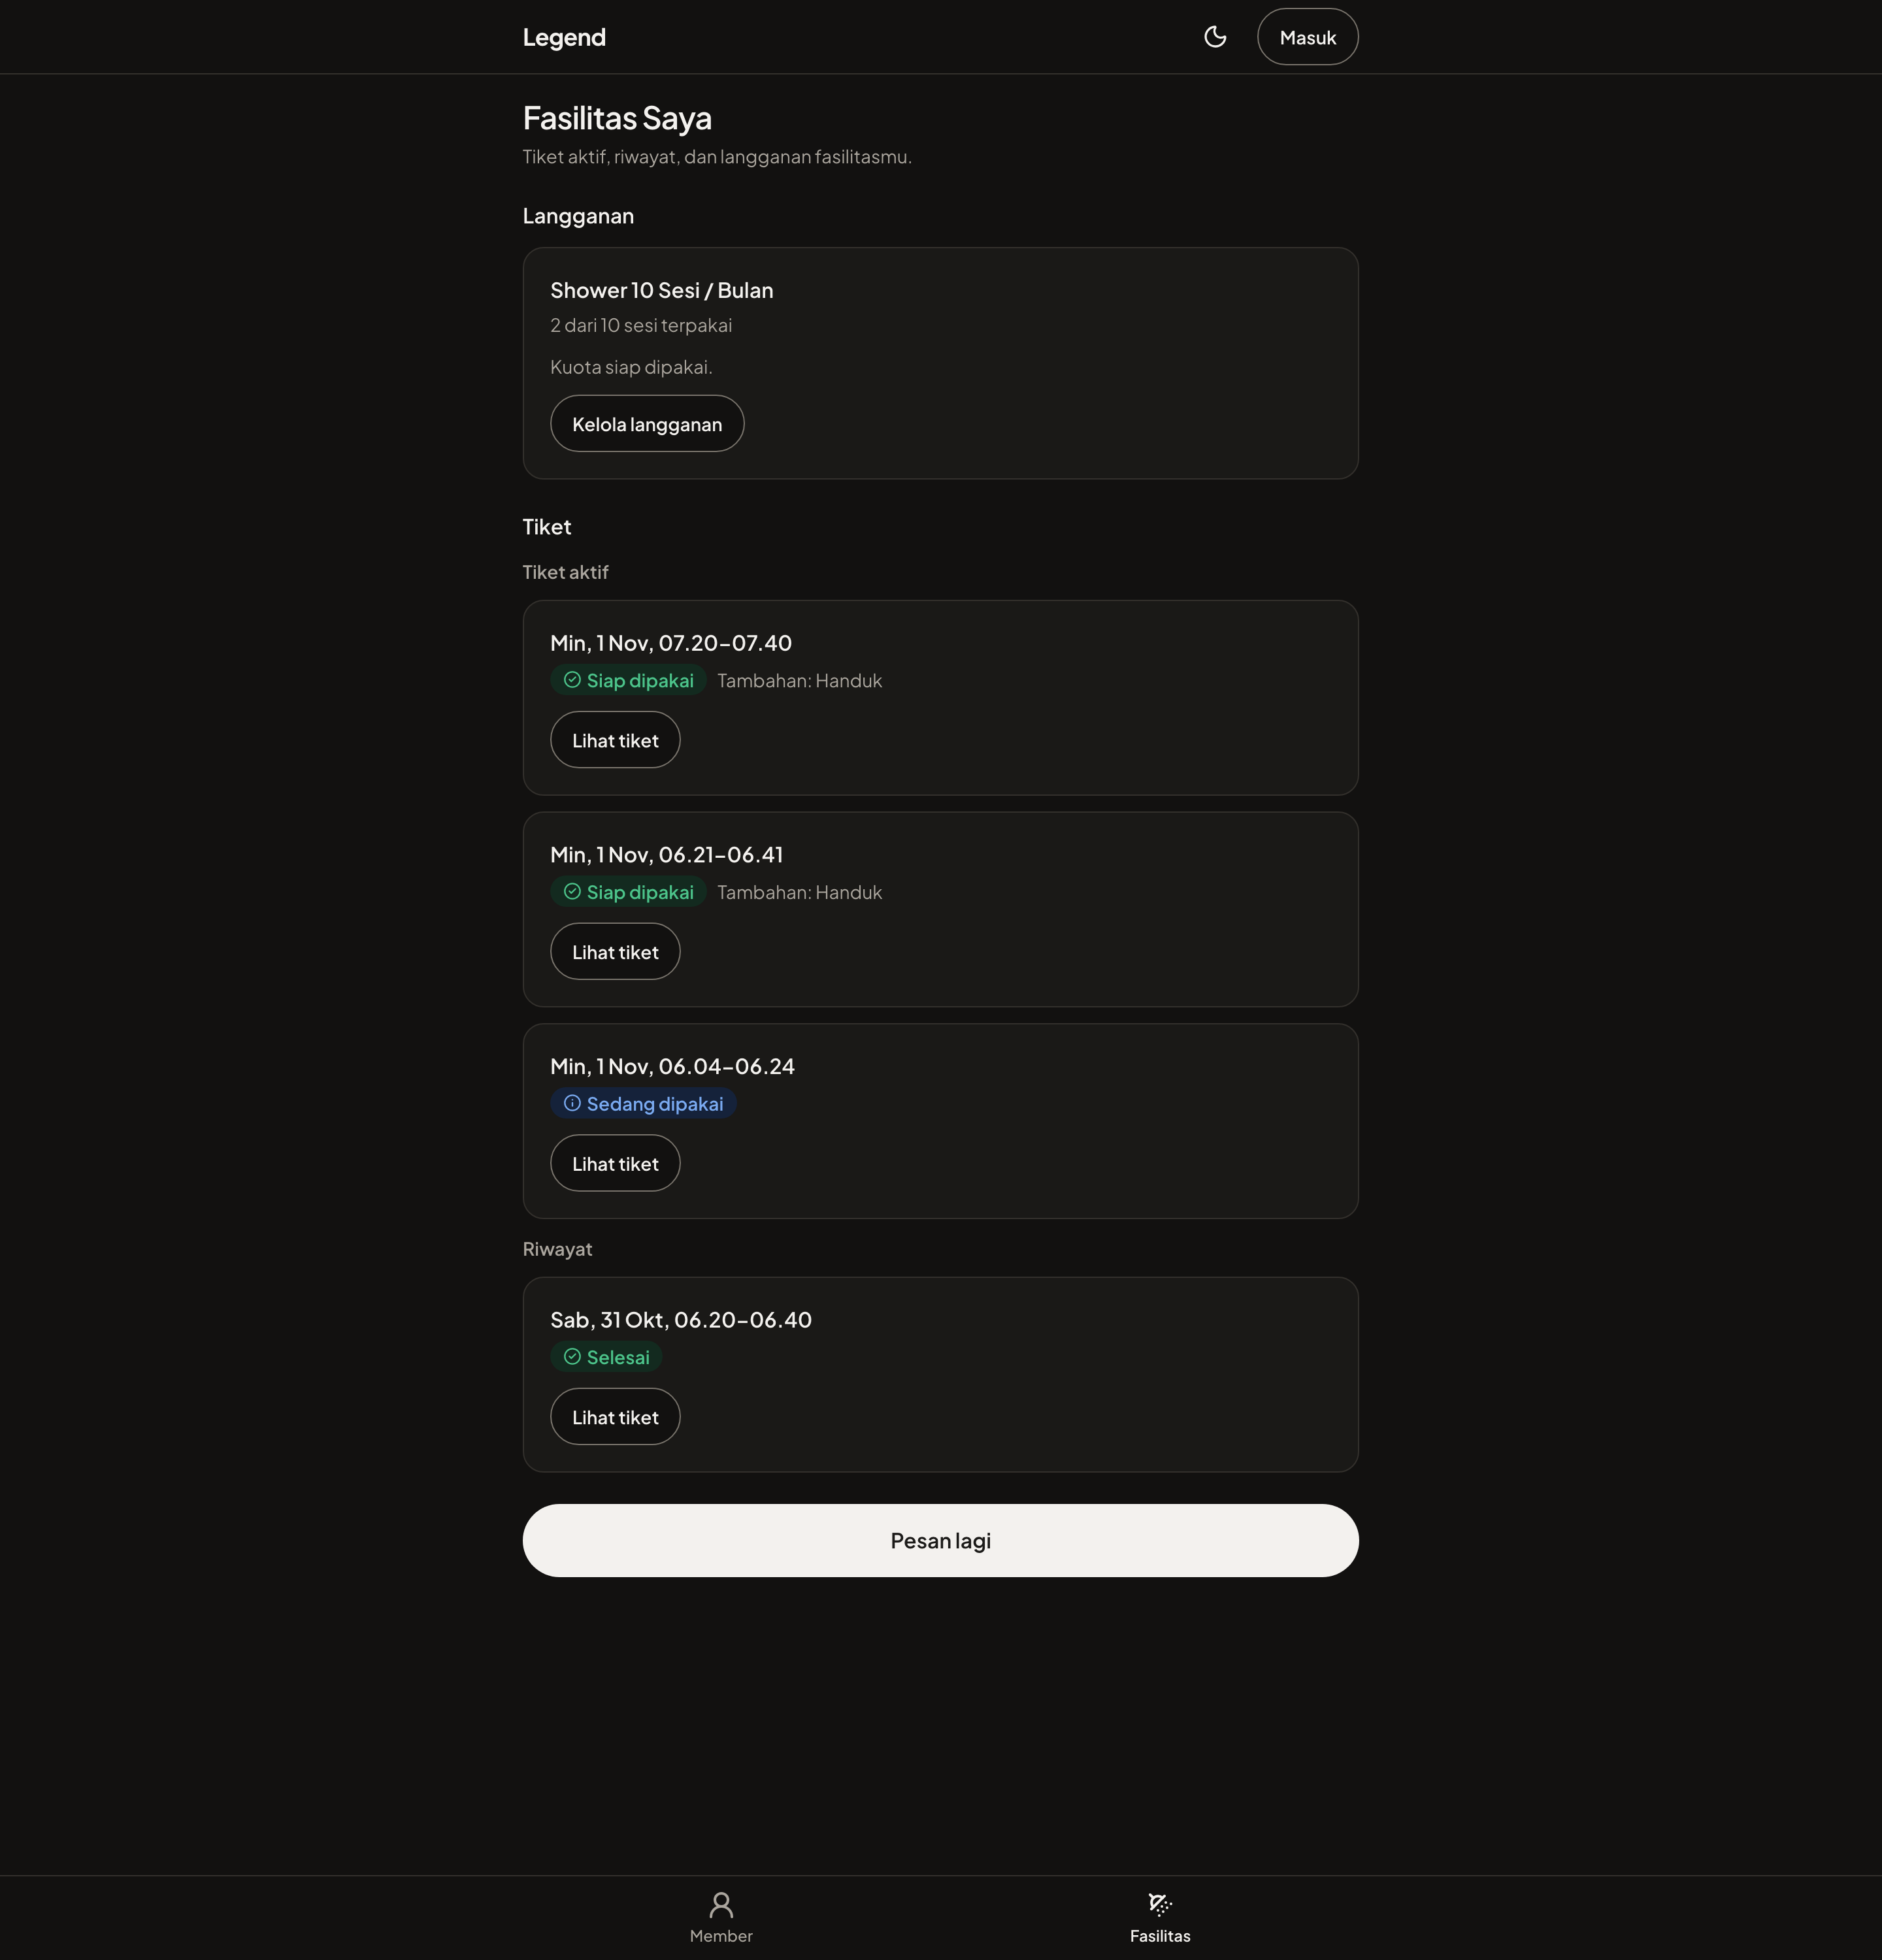 Legend
Masuk
Fasilitas Saya
Tiket aktif, riwayat, dan langganan fasilitasmu.
Langganan
Shower 10 Sesi / Bulan
2 dari 10 sesi terpakai
Kuota siap dipakai.
Kelola langganan
Tiket
Tiket aktif
Min, 1 Nov, 07.20–07.40
Siap dipakai Tambahan: Handuk
Lihat tiket
Min, 1 Nov, 06.21–06.41
Siap dipakai Tambahan: Handuk
Lihat tiket
Min, 1 Nov, 06.04–06.24
Sedang dipakai
Lihat tiket
Riwayat
Sab, 31 Okt, 06.20–06.40
Selesai
Lihat tiket
Pesan lagi
Member
Fasilitas